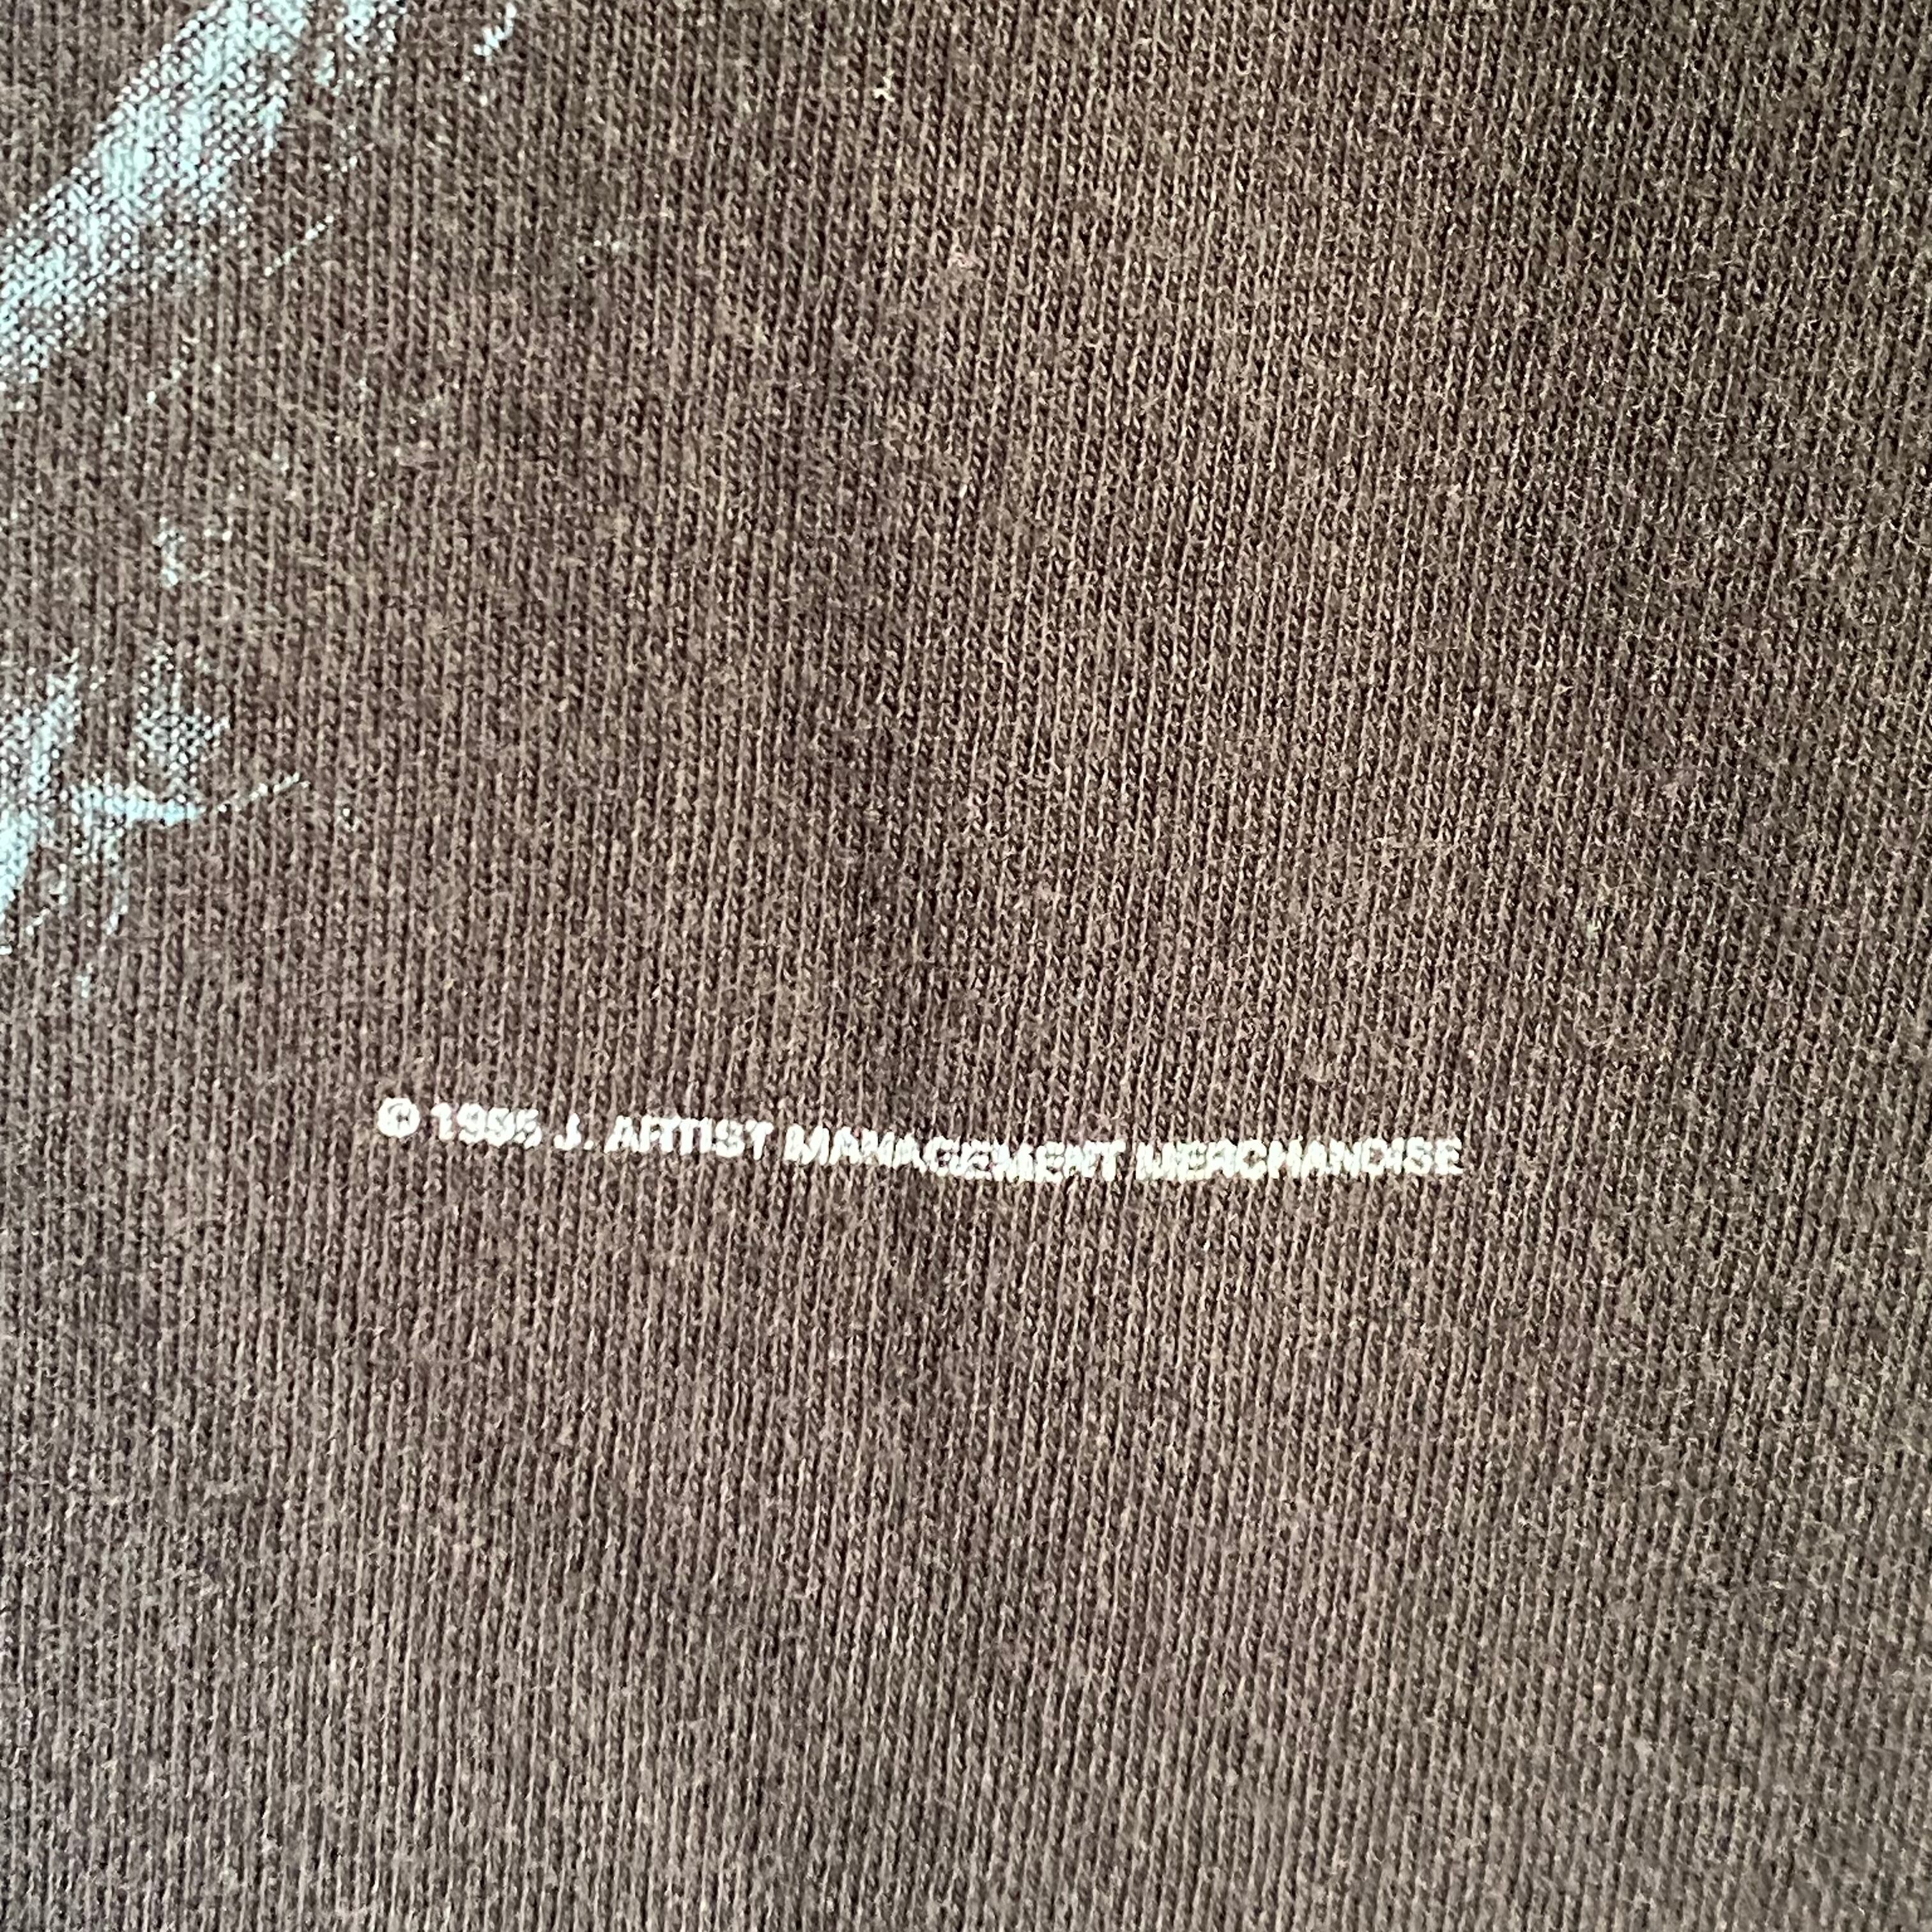 © 1995 J. ARTIST MANAGEMENT MERCHANDISE